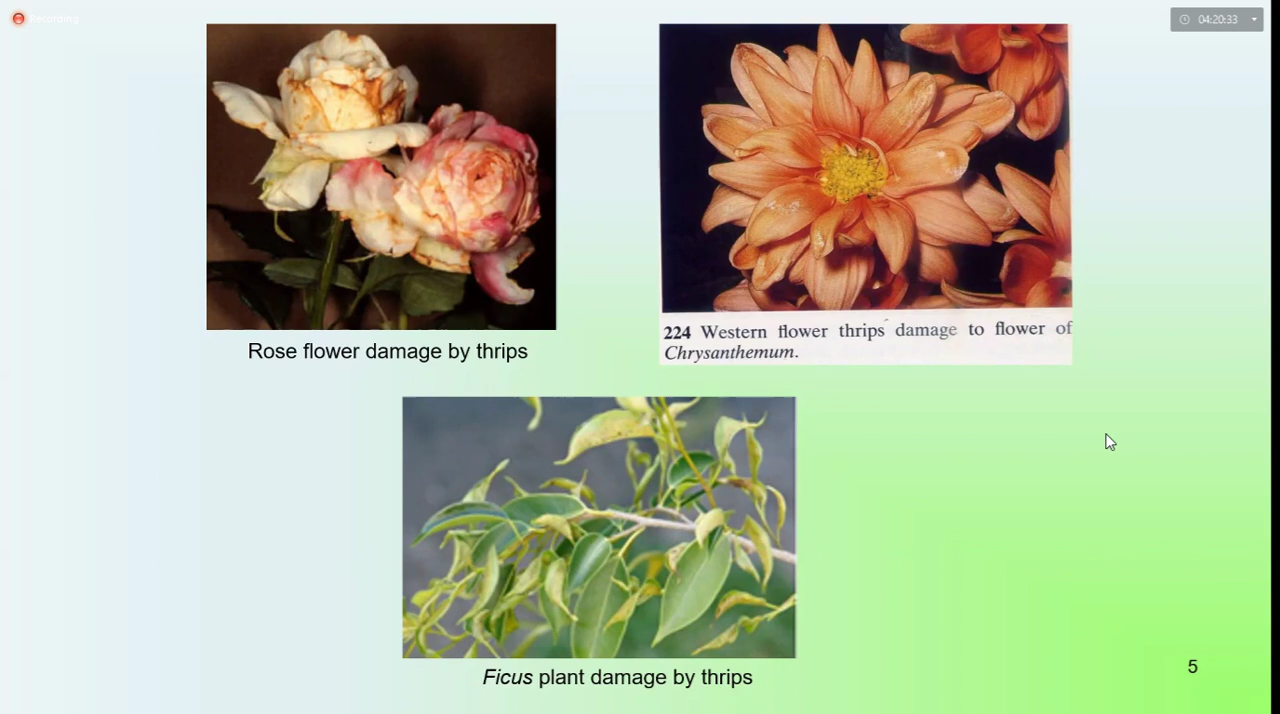 Recording
04:20:33
Rose flower damage by thrips
224 Western flower thrips damage to flower of
Chrysanthemum.
Ficus plant damage by thrips
5